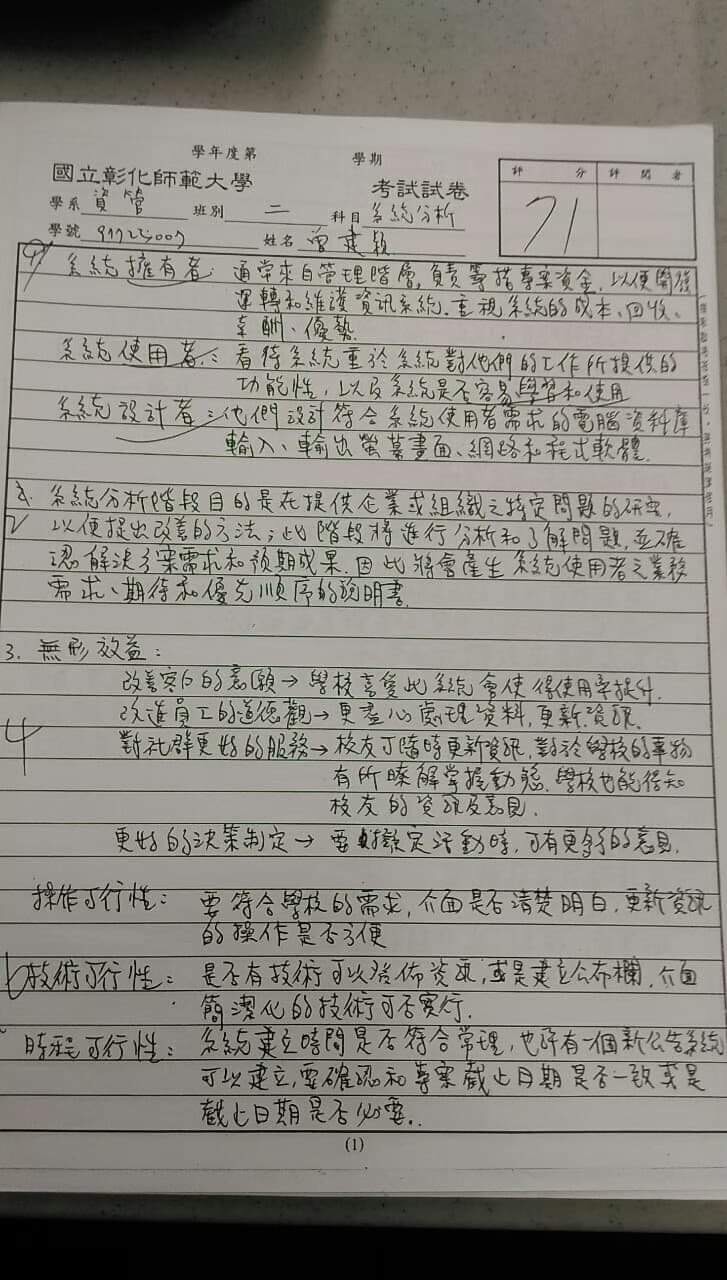 學年度第 學期
國立彰化師範大學 考試試卷
評分 評閱者
學系 資管 班別 二 科目 系統分析
71
學號 姓名 曾建穎
系統擁有者：通常來自管理階層,負責籌措專案資金,以便開發
運轉和維護資訊系統.重視系統的成本、回收、
報酬、優勢.
系統使用者：看待系統重於系統對他們的工作所提供的
功能性，以及系統是否容易學習和使用
系統設計者：他們設計符合系統使用者需求的電腦資料庫
輸入、輸出螢幕畫面、網路和程式軟體.
2. 系統分析階段目的是在提供企業或組織之特定問題的研究,
以便提出改善的方法；此階段將進行分析和了解問題,並確
認解決方案需求和預期成果.因此將會產生系統使用者之業務
需求、期待和優先順序的說明書.
3. 無形效益：
改善客戶的意願→學校喜愛此系統會使得使用率提升.
改進員工的道德觀→更盡心處理資料,更新資訊.
4
對社群更好的服務→校友可隨時更新資訊,對於學校的事物
有所瞭解掌握動態.學校也能得知
校友的資訊及意見.
更好的決策制定→要擬定活動時,可有更多的意見.
操作可行性：要符合學校的需求,介面是否清楚明白,更新資訊
的操作是否方便
技術可行性：是否有技術可以發佈資訊,或是建立公布欄,介面
簡潔化的技術可否實行.
時程可行性：系統建立時間是否符合常理,也許有一個新公告系統
可以建立,要確認和專案截止日期是否一致或是
截止日期是否必要..
(1)